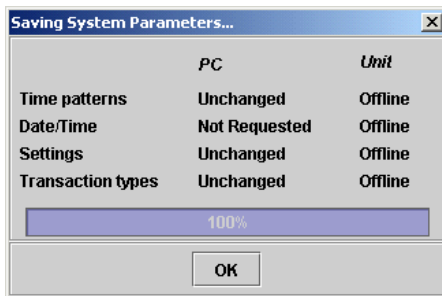 Saving System Parameters...
PC Unit
Time patterns Unchanged Offline
Date/Time Not Requested Offline
Settings Unchanged Offline
Transaction types Unchanged Offline
100%
OK